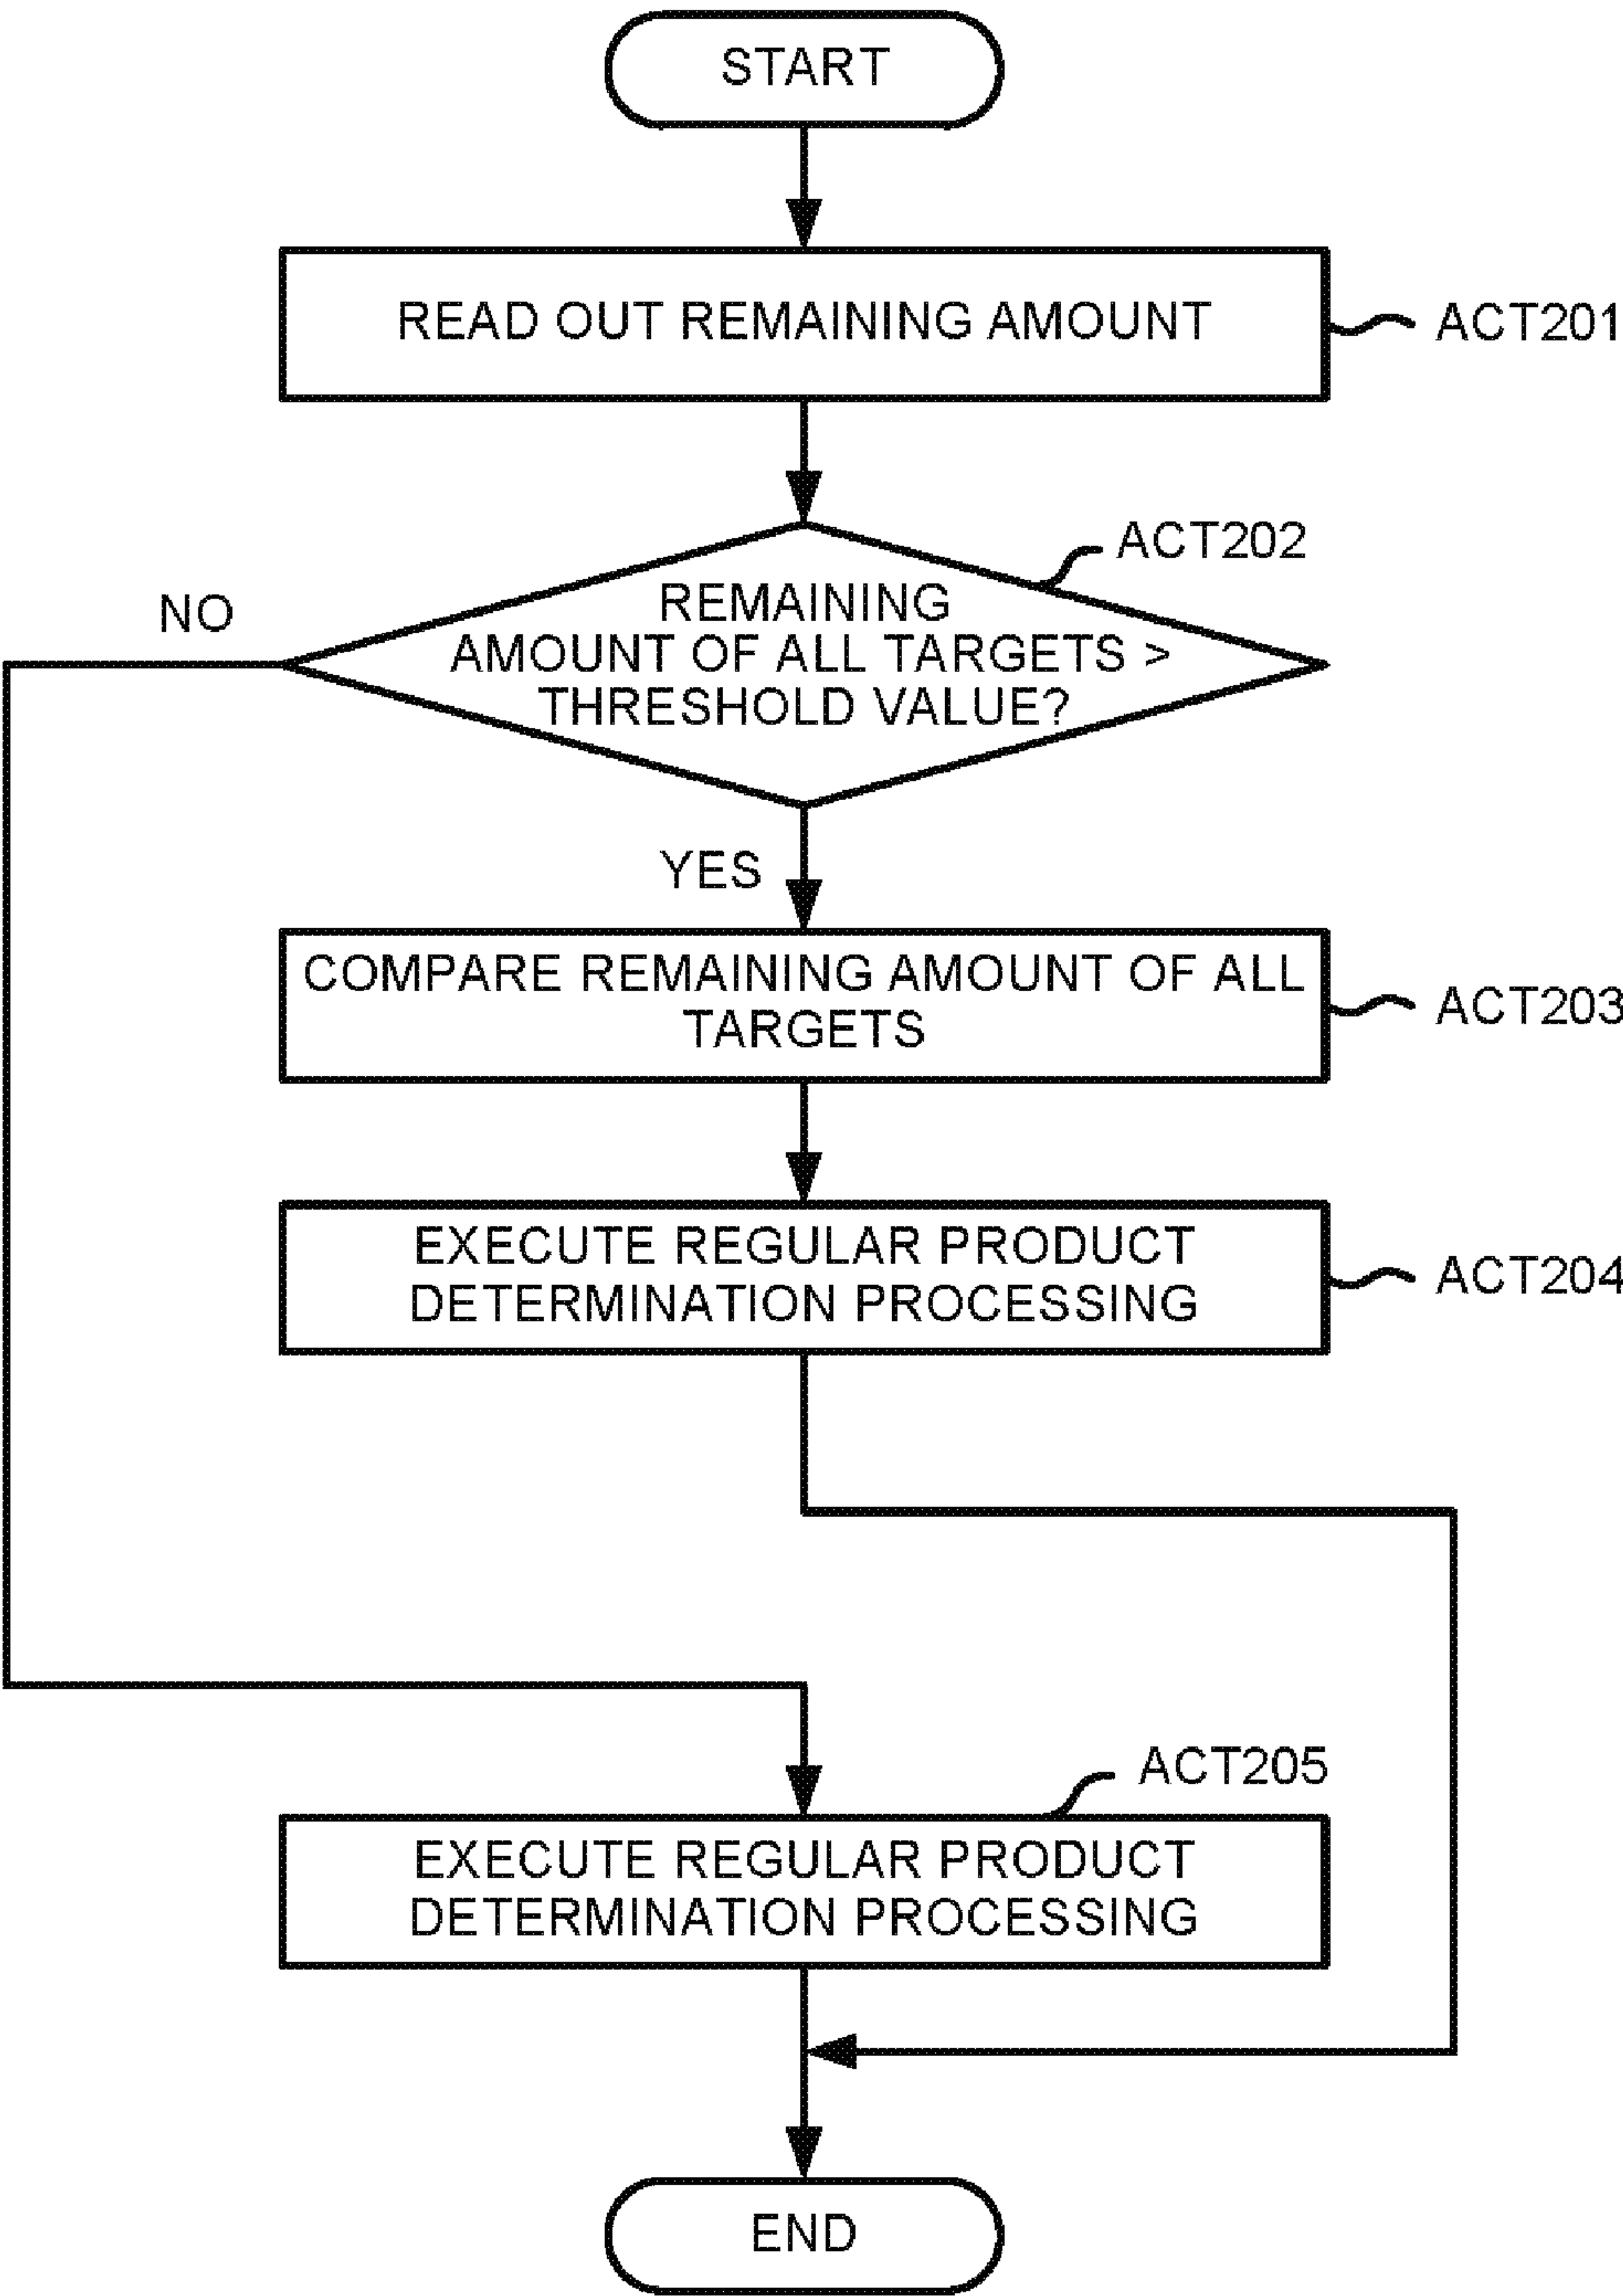 START
READ OUT REMAINING AMOUNT
ACT201
ACT202
REMAINING
AMOUNT OF ALL TARGETS >
THRESHOLD VALUE?
NO
YES
COMPARE REMAINING AMOUNT OF ALL
TARGETS
ACT203
EXECUTE REGULAR PRODUCT
DETERMINATION PROCESSING
ACT204
ACT205
EXECUTE REGULAR PRODUCT
DETERMINATION PROCESSING
END